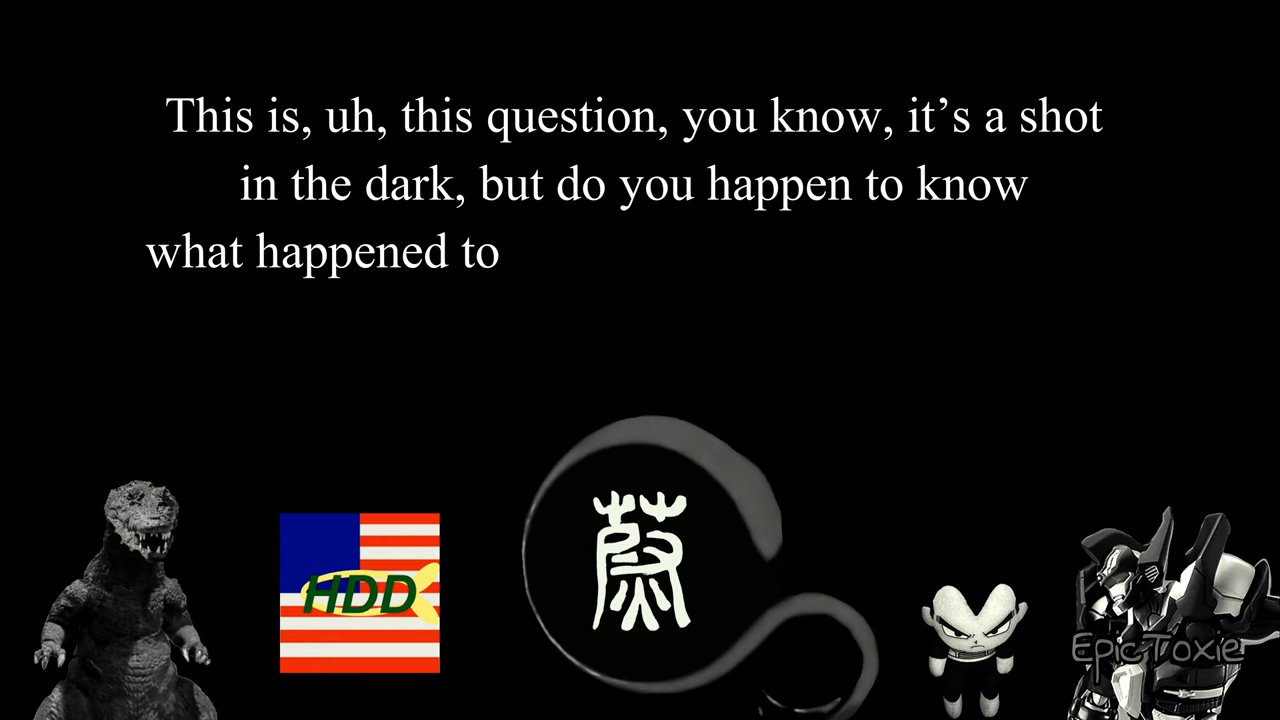 This is, uh, this question, you know, it’s a shot
in the dark, but do you happen to know
what happened to
HDD
蔚
EpicToxie